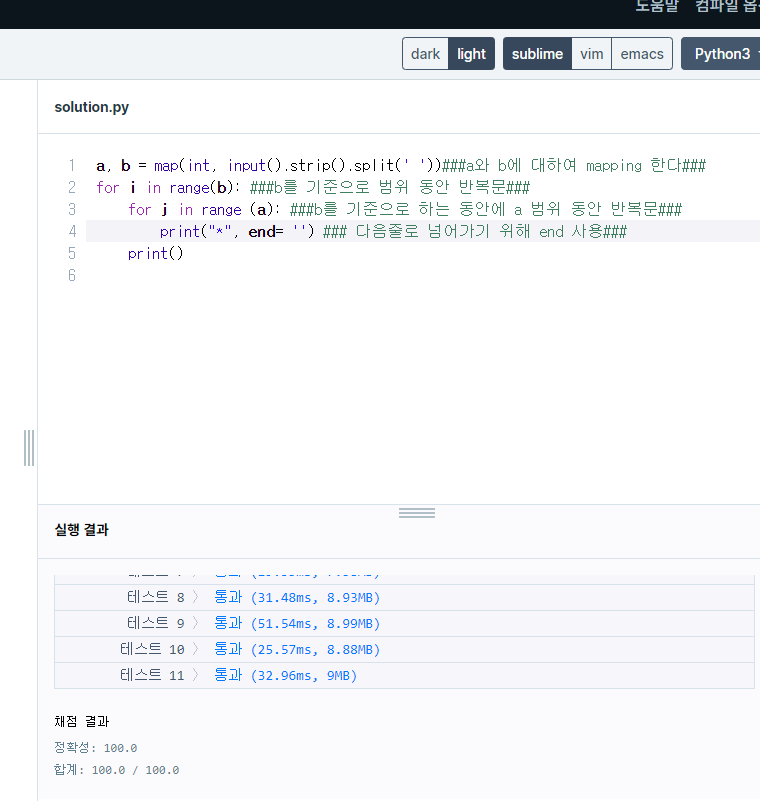 도움말 컴파일 옵션
dark light sublime vim emacs Python3
solution.py
1 a, b = map(int, input().strip().split(' '))###a와 b에 대하여 mapping 한다###
2 for i in range(b): ###b를 기준으로 범위 동안 반복문###
3 for j in range (a): ###b를 기준으로 하는 동안에 a 범위 동안 반복문###
4 print("*", end= '') ### 다음줄로 넘어가기 위해 end 사용###
5 print()
6
실행 결과
테스트 8 〉 통과 (31.48ms, 8.93MB)
테스트 9 〉 통과 (51.54ms, 8.99MB)
테스트 10 〉 통과 (25.57ms, 8.88MB)
테스트 11 〉 통과 (32.96ms, 9MB)
채점 결과
정확성: 100.0
합계: 100.0 / 100.0